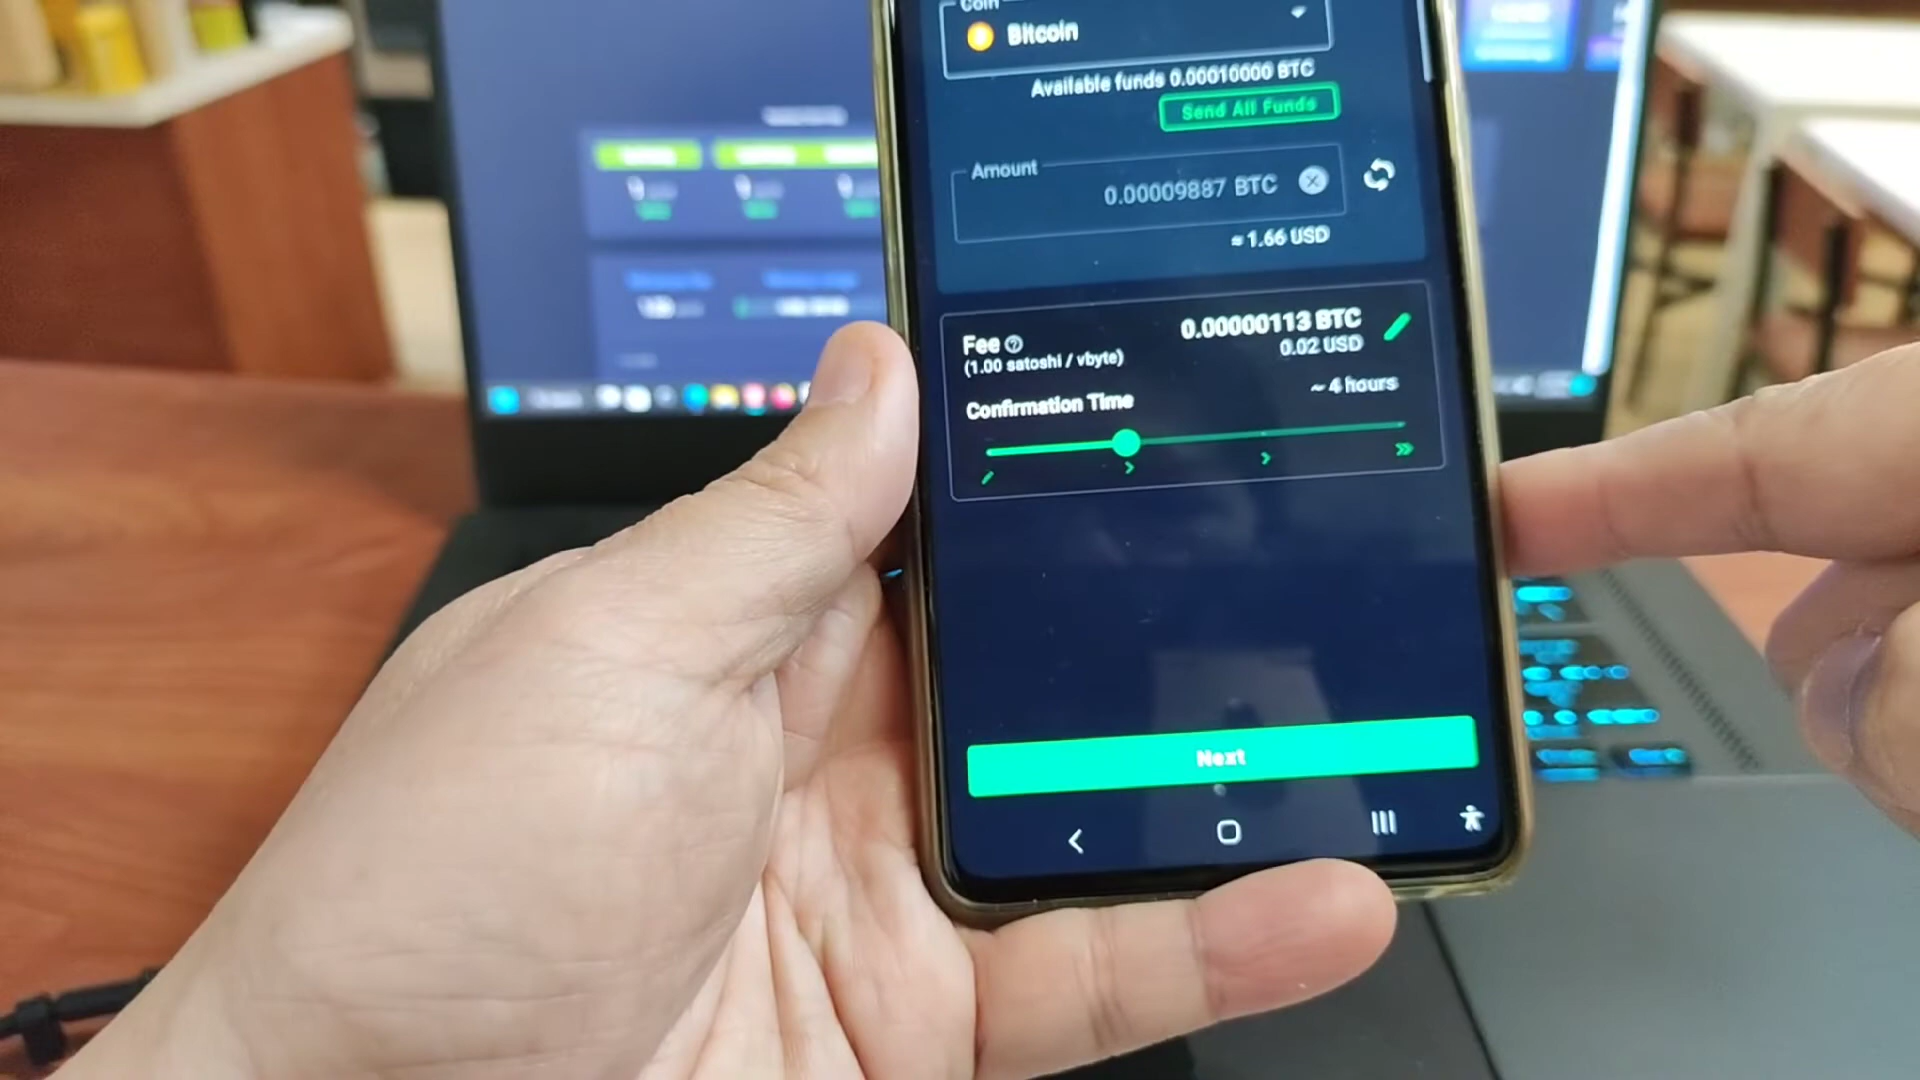 Coin
Bitcoin
Available funds 0.00010000 BTC
Send All Funds
Amount
0.00009887 BTC
≈ 1.66 USD
Fee
0.00000113 BTC
(1.00 satoshi / vbyte)
0.02 USD
Confirmation Time
~ 4 hours
Next